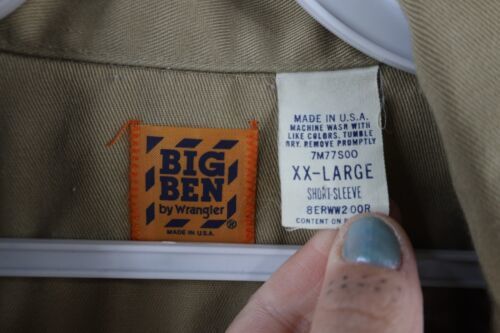 BIG
BEN
by Wrangler
®
MADE IN U.S.A.
MADE IN U.S.A.
MACHINE WASH WITH
LIKE COLORS. TUMBLE
DRY. REMOVE PROMPTLY
7M77S00
XX-LARGE
SHORT-SLEEVE
8ERWW200R
CONTENT ON